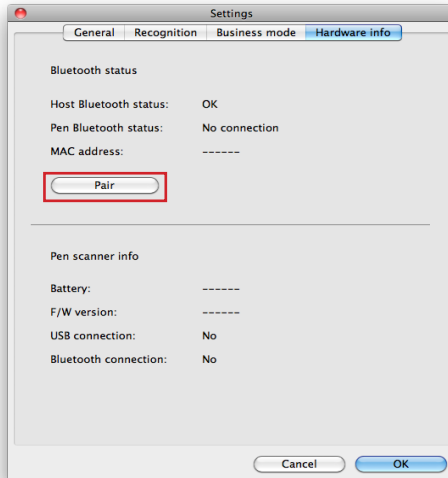 Settings
General Recognition Business mode Hardware info
Bluetooth status
Host Bluetooth status: OK
Pen Bluetooth status: No connection
MAC address: ------
Pair
Pen scanner info
Battery: ------
F/W version: ------
USB connection: No
Bluetooth connection: No
Cancel OK